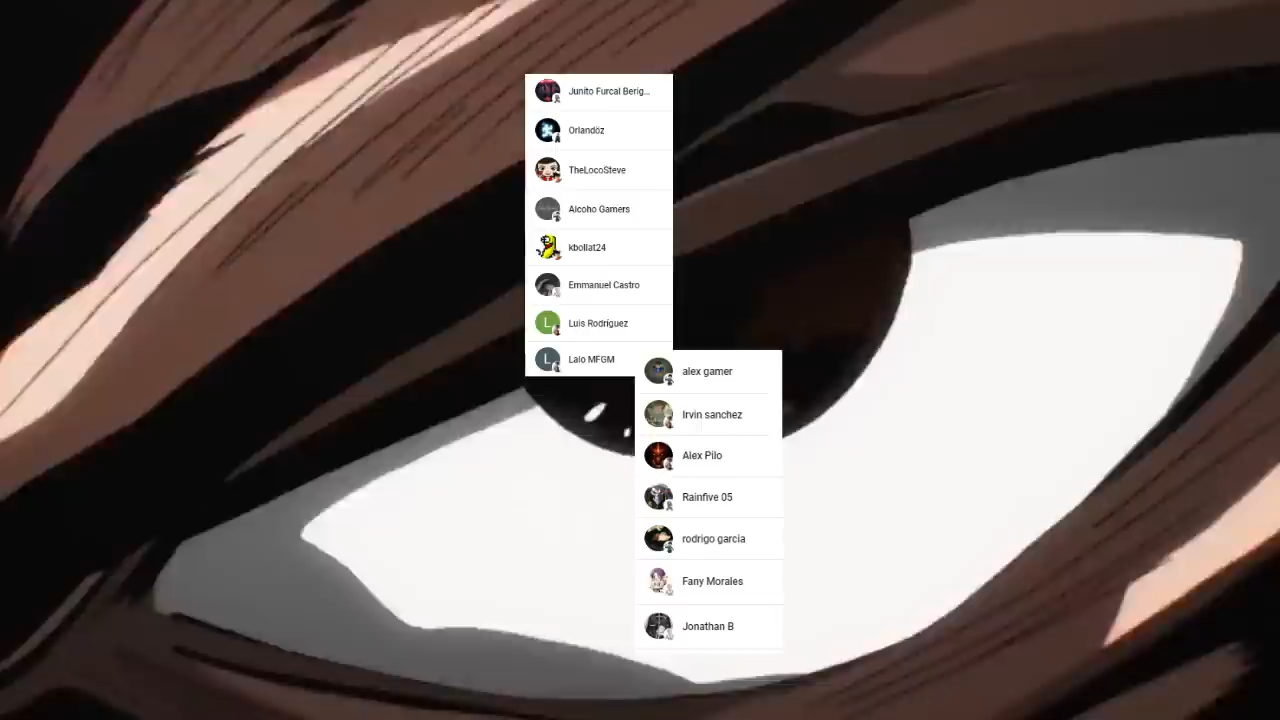 Junito Furcal Berig...
Orlandöz
TheLocoSteve
Alcoho Gamers
kbollat24
Emmanuel Castro
Luis Rodríguez
L
Lalo MFGM
L
alex gamer
Irvin sanchez
Alex Pilo
Rainfive 05
rodrigo garcia
Fany Morales
Jonathan B